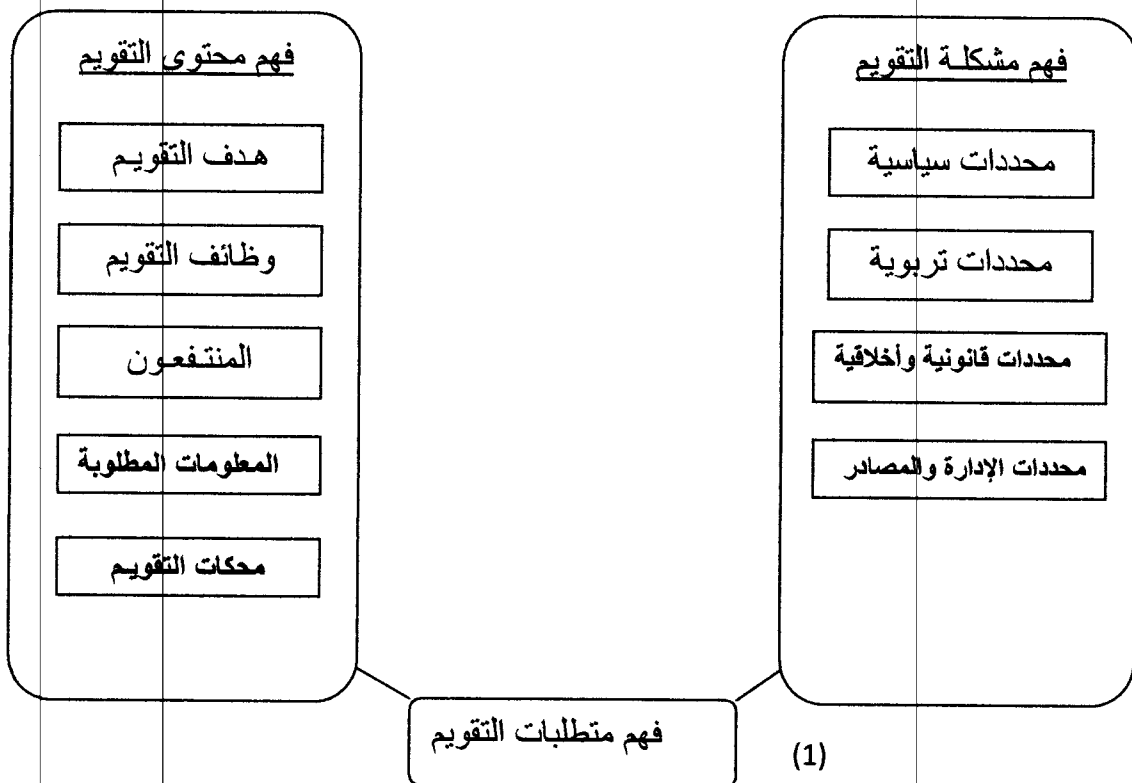 فهم مشكلة التقويم
محددات سياسية
محددات تربوية
محددات قانونية وأخلاقية
محددات الإدارة والمصادر
فهم محتوى التقويم
هدف التقويم
وظائف التقويم
المنتفعون
المعلومات المطلوبة
محكات التقويم
فهم متطلبات التقويم
(1)